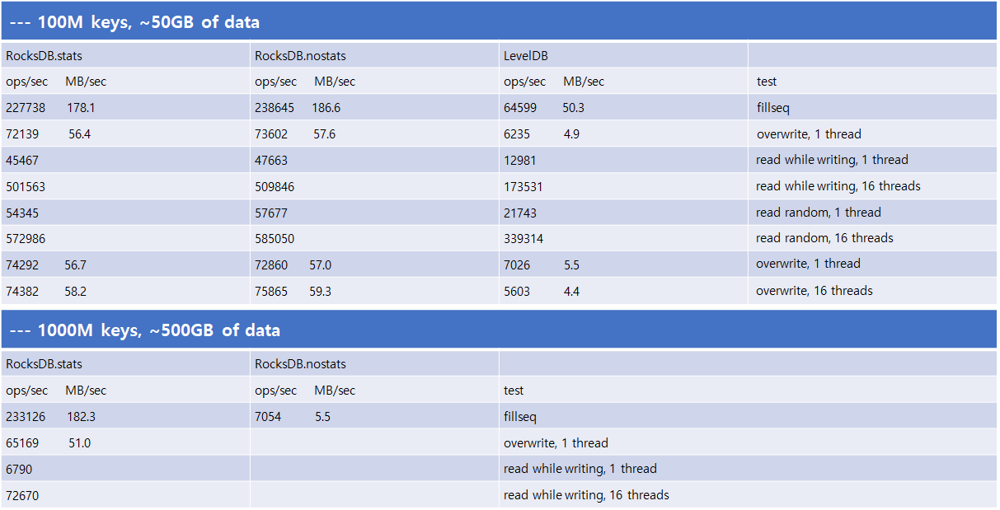 --- 100M keys, ~50GB of data
RocksDB.stats RocksDB.nostats LevelDB
ops/sec MB/sec ops/sec MB/sec ops/sec MB/sec test
227738 178.1 238645 186.6 64599 50.3 fillseq
72139 56.4 73602 57.6 6235 4.9 overwrite, 1 thread
45467 47663 12981 read while writing, 1 thread
501563 509846 173531 read while writing, 16 threads
54345 57677 21743 read random, 1 thread
572986 585050 339314 read random, 16 threads
74292 56.7 72860 57.0 7026 5.5 overwrite, 1 thread
74382 58.2 75865 59.3 5603 4.4 overwrite, 16 threads
--- 1000M keys, ~500GB of data
RocksDB.stats RocksDB.nostats
ops/sec MB/sec ops/sec MB/sec test
233126 182.3 7054 5.5 fillseq
65169 51.0 overwrite, 1 thread
6790 read while writing, 1 thread
72670 read while writing, 16 threads